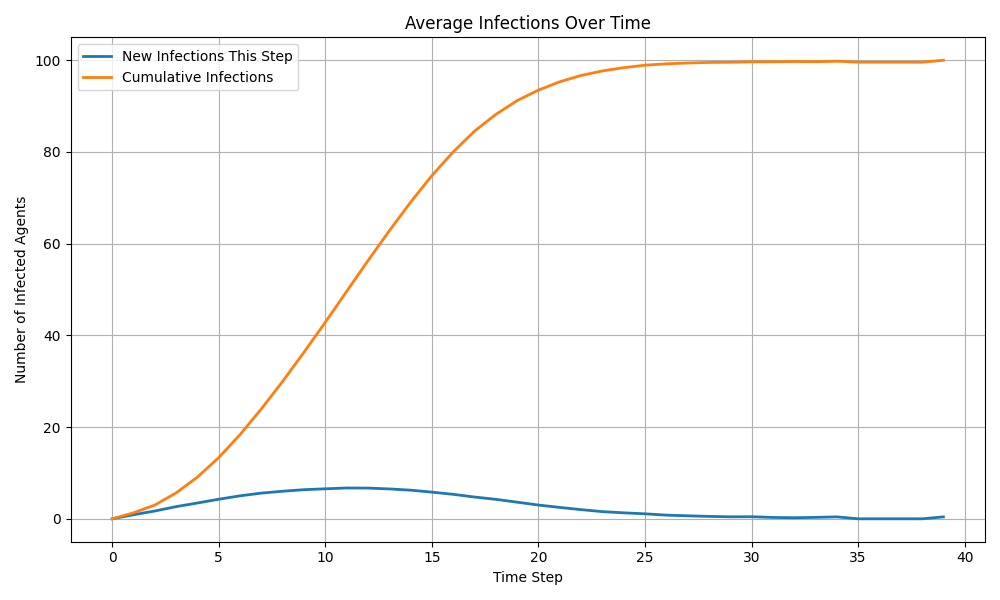 Average Infections Over Time
New Infections This Step
Cumulative Infections
Number of Infected Agents
100
80
60
40
20
0
0 5 10 15 20 25 30 35 40
Time Step